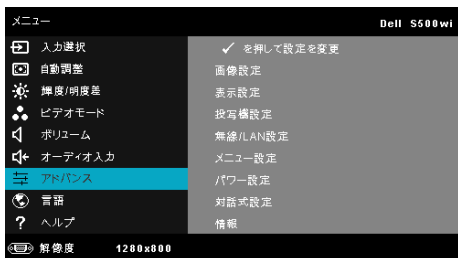 メニュー
Dell S500wi
入力選択
自動調整
輝度/明度差
ビデオモード
ボリューム
オーディオ入力
アドバンス
言語
ヘルプ
を押して設定を変更
画像設定
表示設定
投写機設定
無線/LAN設定
メニュー設定
パワー設定
対話式設定
情報
解像度 1280x800